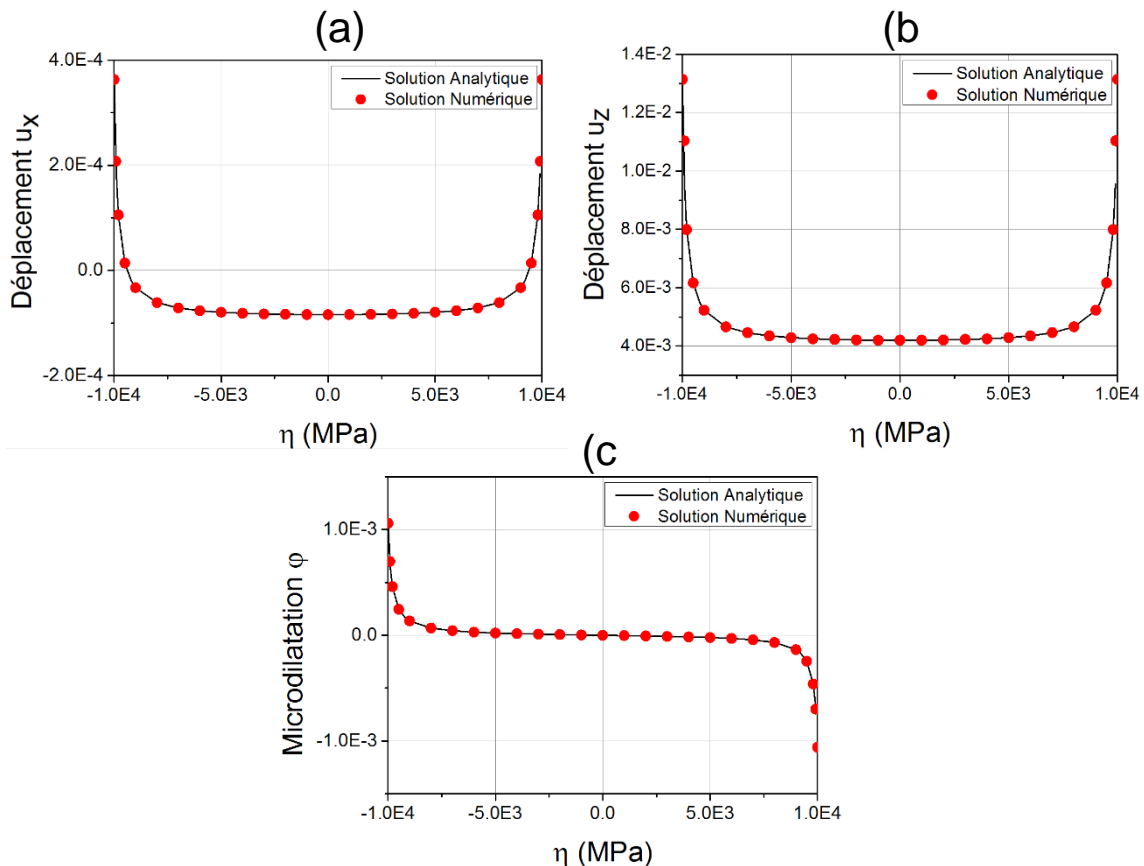 (a)
4.0E-4
2.0E-4
0.0
-2.0E-4
Déplacement ux
Solution Analytique
Solution Numérique
-1.0E4 -5.0E3 0.0 5.0E3 1.0E4
η (MPa)
(b)
1.4E-2
1.2E-2
1.0E-2
8.0E-3
6.0E-3
4.0E-3
Déplacement uz
Solution Analytique
Solution Numérique
-1.0E4 -5.0E3 0.0 5.0E3 1.0E4
η (MPa)
(c
1.0E-3
0.0
-1.0E-3
Microdilatation φ
Solution Analytique
Solution Numérique
-1.0E4 -5.0E3 0.0 5.0E3 1.0E4
η (MPa)